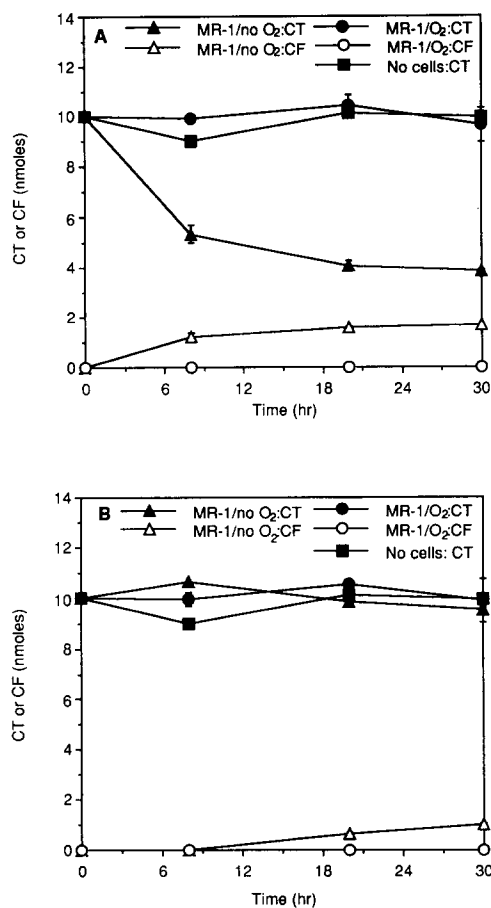 A
MR-1/no O₂:CT
MR-1/O₂:CT
MR-1/no O₂:CF
MR-1/O₂:CF
No cells:CT
CT or CF (nmoles)
14
12
10
8
6
4
2
0
0 6 12 18 24 30
Time (hr)
B
MR-1/no O₂:CT
MR-1/O₂:CT
MR-1/no O₂:CF
MR-1/O₂:CF
No cells: CT
CT or CF (nmoles)
14
12
10
8
6
4
2
0
0 6 12 18 24 30
Time (hr)